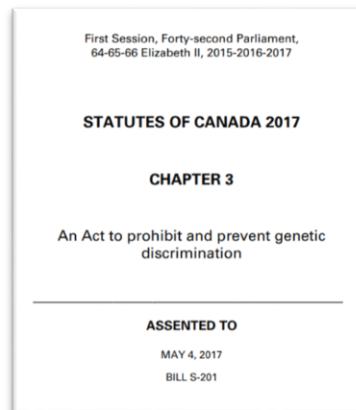 First Session, Forty-second Parliament,
64-65-66 Elizabeth II, 2015-2016-2017
STATUTES OF CANADA 2017
CHAPTER 3
An Act to prohibit and prevent genetic
discrimination
ASSENTED TO
MAY 4, 2017
BILL S-201